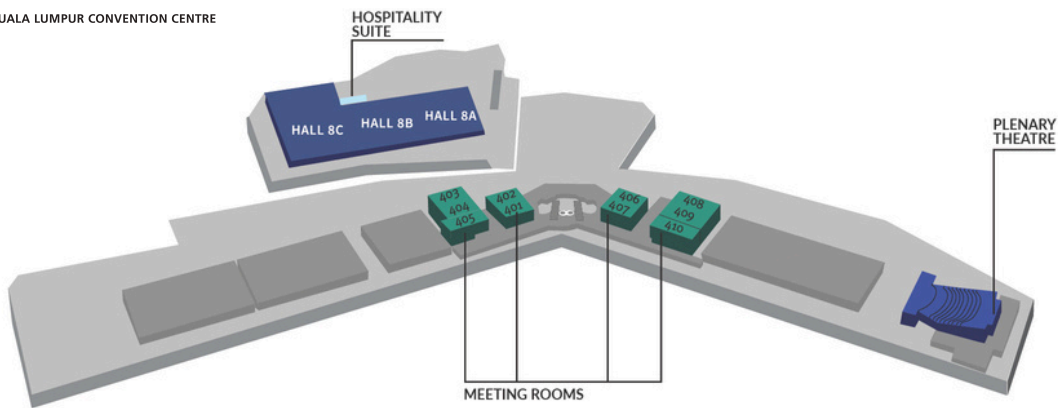 UALA LUMPUR CONVENTION CENTRE
HOSPITALITY
SUITE
HALL 8C
HALL 8B
HALL 8A
PLENARY
THEATRE
403
404
405
402
401
406
407
408
409
410
MEETING ROOMS